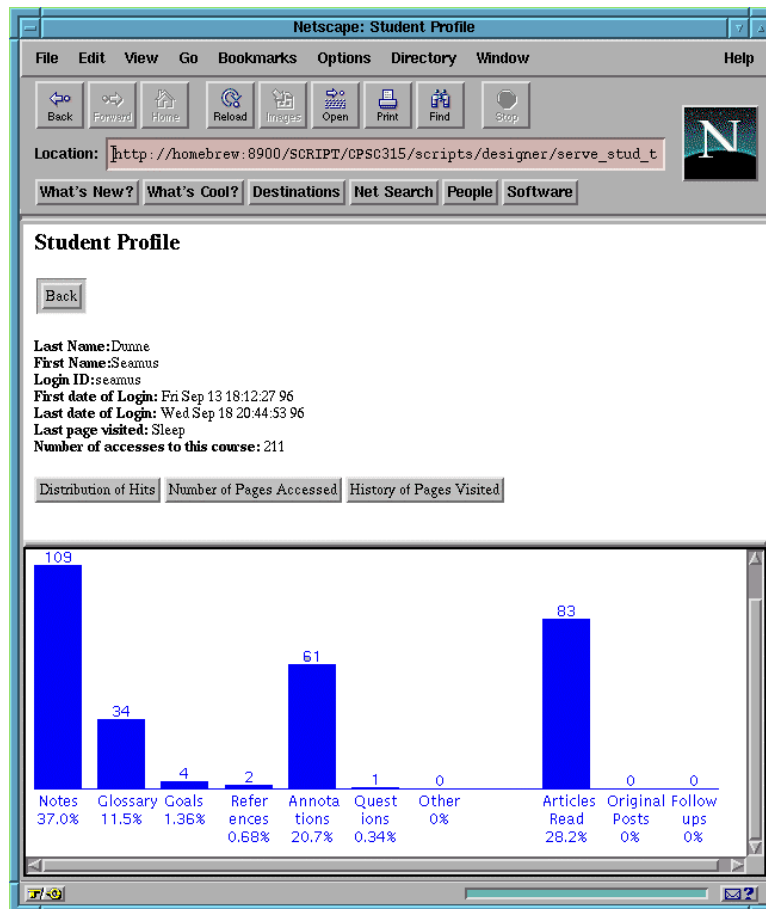 Netscape: Student Profile
File Edit View Go Bookmarks Options Directory Window Help
Back Forward Home Reload Images Open Print Find Stop
N
Location: http://homebrew:8900/SCRIPT/CPSC315/scripts/designer/serve_stud_t
What's New? What's Cool? Destinations Net Search People Software
Student Profile
Back
Last Name:Dunne
First Name:Seamus
Login ID:seamus
First date of Login: Fri Sep 13 18:12:27 96
Last date of Login: Wed Sep 18 20:44:53 96
Last page visited: Sleep
Number of accesses to this course: 211
Distribution of Hits Number of Pages Accessed History of Pages Visited
109 34 4 2 61 1 0 83 0 0
Notes Glossary Goals Refer Annota Quest Other Articles Original Follow
37.0% 11.5% 1.36% ences tions ions 0% Read Posts ups
0.68% 20.7% 0.34% 28.2% 0% 0%
?